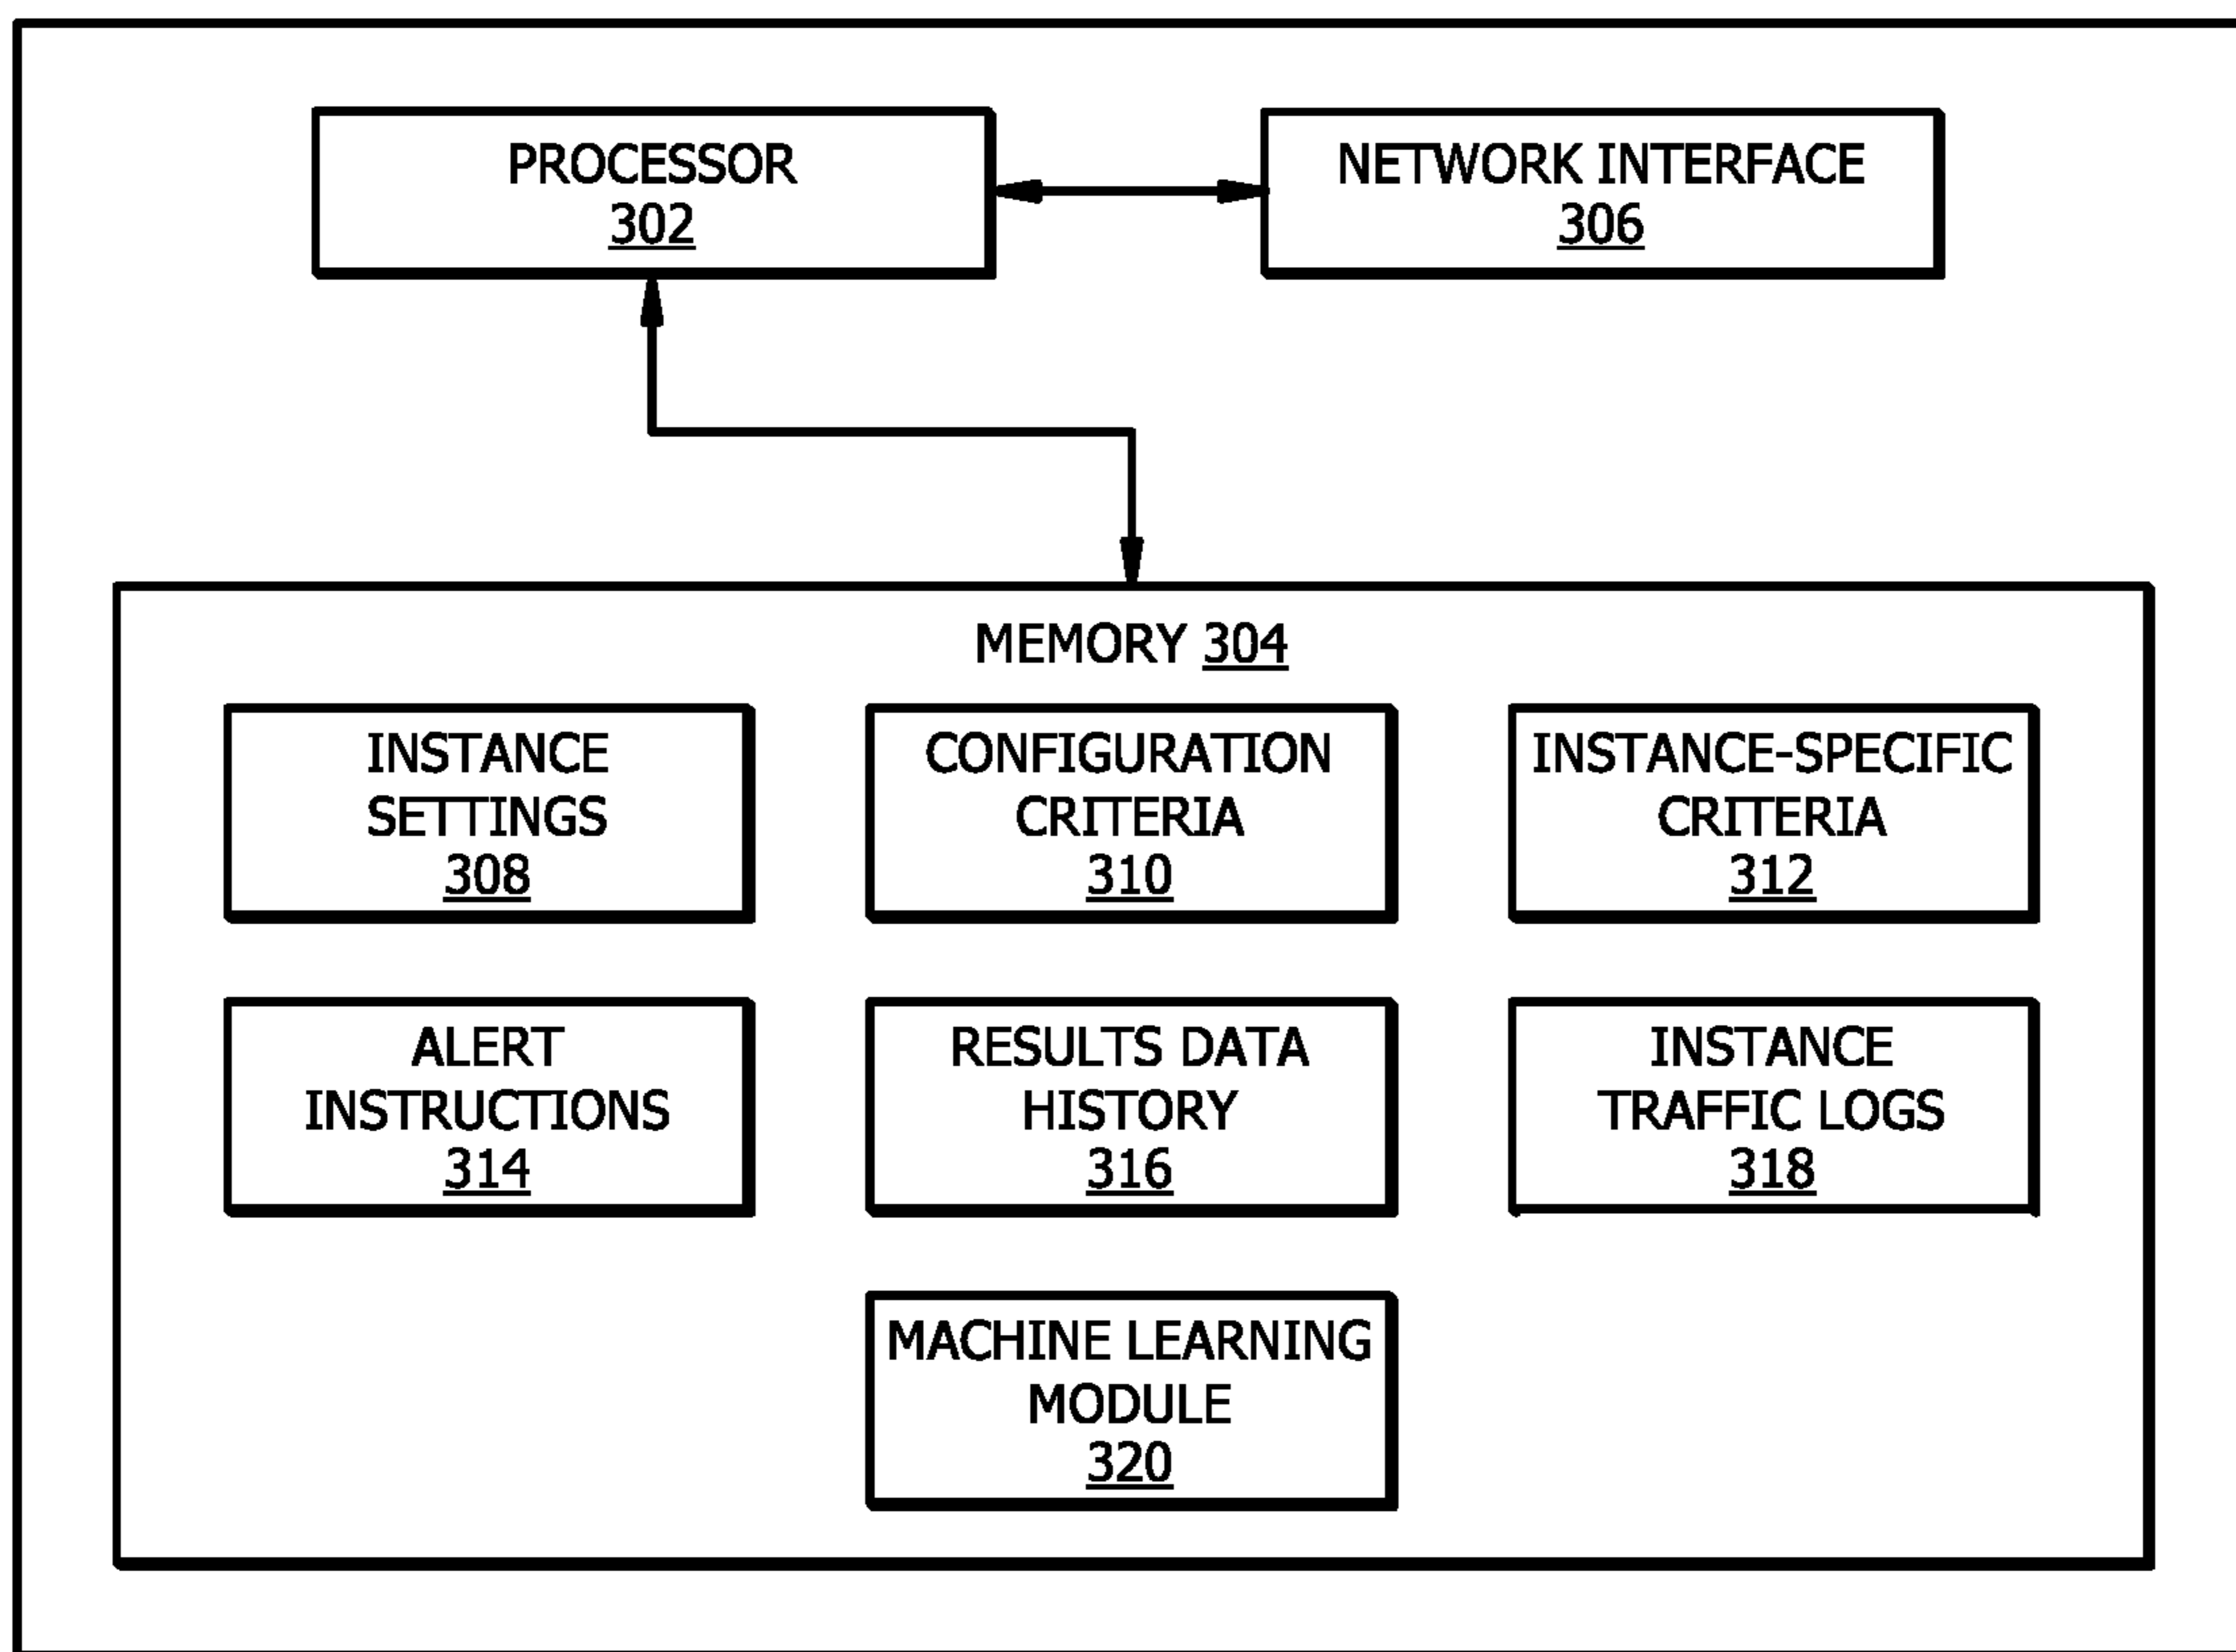 PROCESSOR
302
NETWORK INTERFACE
306
MEMORY 304
INSTANCE
SETTINGS
308
CONFIGURATION
CRITERIA
310
INSTANCE-SPECIFIC
CRITERIA
312
ALERT
INSTRUCTIONS
314
RESULTS DATA
HISTORY
316
INSTANCE
TRAFFIC LOGS
318
MACHINE LEARNING
MODULE
320